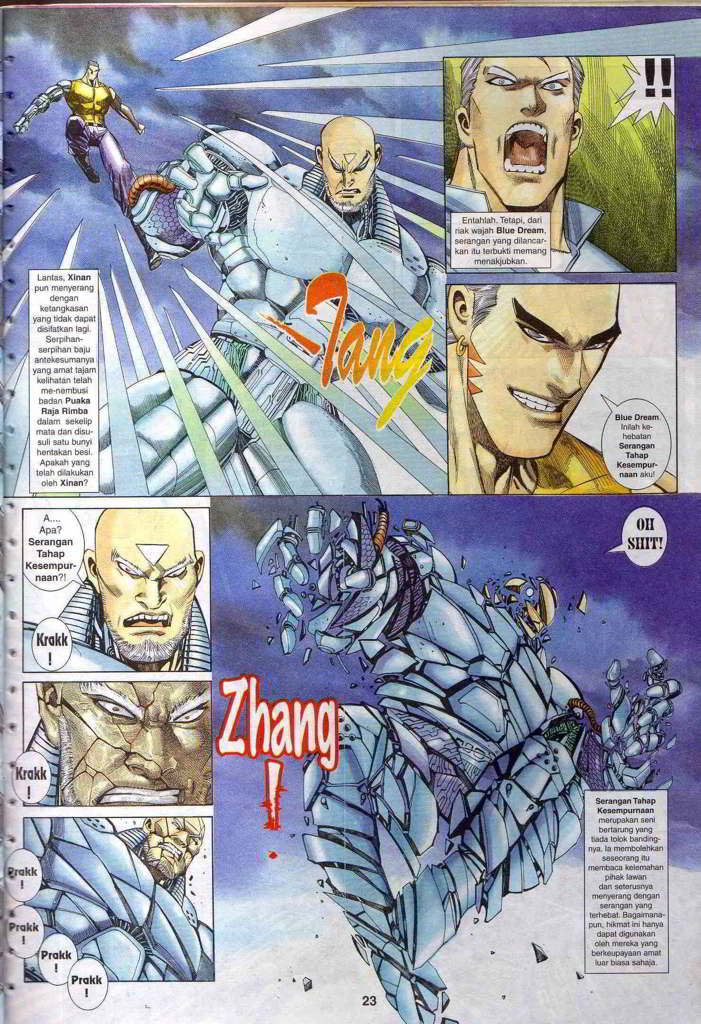 !!
Entahlah. Tetapi, dari
riak wajah Blue Dream,
serangan yang dilancar-
kan itu terbukti memang
menakjubkan.
Lantas, Xinan
pun menyerang
dengan
ketangkasan
yang tidak dapat
disifatkan lagi.
Serpihan-
serpihan baju
antekesumanya
yang amat tajam
kelihatan telah
me-nembusi
badan Puaka
Raja Rimba
dalam sekelip
mata dan disu-
suli satu bunyi
hentakan besi.
Apakah yang
telah dilakukan
oleh Xinan?
Tang
Blue Dream.
Inilah ke-
hebatan
Serangan
Tahap
Kesempur-
naan aku!
A....
Apa?
Serangan
Tahap
Kesempur-
naan?!
Krakk
!
OH
SHIT!
Krakk
!
Zhang
!
Prakk
!
Prakk
!
Prakk
!
Prakk
!
Serangan Tahap
Kesempurnaan
merupakan seni
bertarung yang
tiada tolok banding-
nya. Ia membolehkan
seseorang itu
membaca kelemahan
pihak lawan
dan seterusnya
menyerang dengan
serangan yang
terhebat. Bagaimana-
pun, hikmat ini hanya
dapat digunakan
oleh mereka yang
berkeupayaan amat
luar biasa sahaja.
23